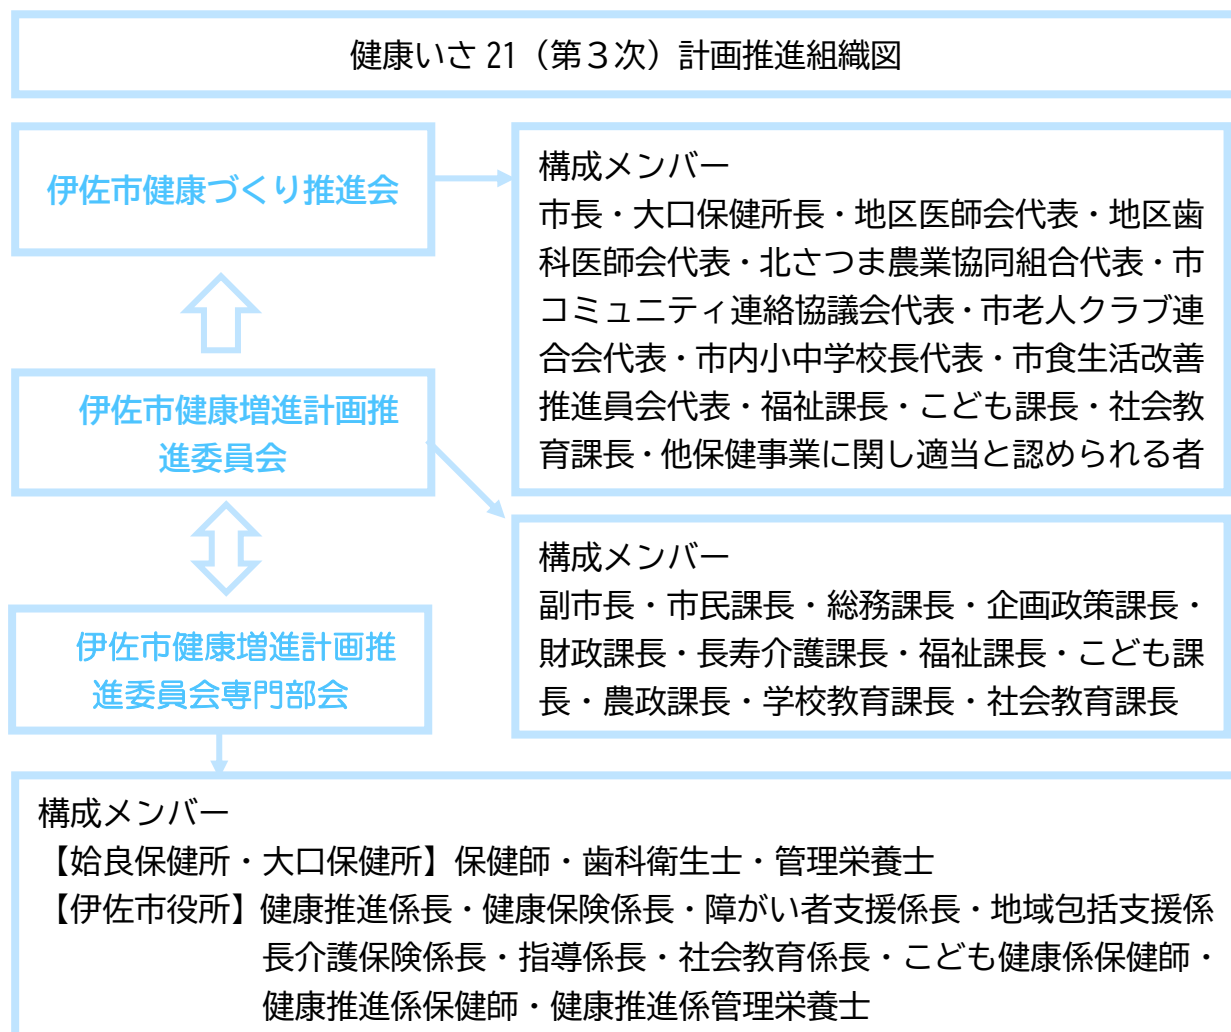 健康いさ 21（第３次）計画推進組織図
伊佐市健康づくり推進会
構成メンバー
市長・大口保健所長・地区医師会代表・地区歯
科医師会代表・北さつま農業協同組合代表・市
コミュニティ連絡協議会代表・市老人クラブ連
合会代表・市内小中学校長代表・市食生活改善
推進員会代表・福祉課長・こども課長・社会教
育課長・他保健事業に関し適当と認められる者
伊佐市健康増進計画推
進委員会
構成メンバー
副市長・市民課長・総務課長・企画政策課長・
財政課長・長寿介護課長・福祉課長・こども課
長・農政課長・学校教育課長・社会教育課長
伊佐市健康増進計画推
進委員会専門部会
構成メンバー
【姶良保健所・大口保健所】保健師・歯科衛生士・管理栄養士
【伊佐市役所】健康推進係長・健康保険係長・障がい者支援係長・地域包括支援係
長介護保険係長・指導係長・社会教育係長・こども健康係保健師・
健康推進係保健師・健康推進係管理栄養士